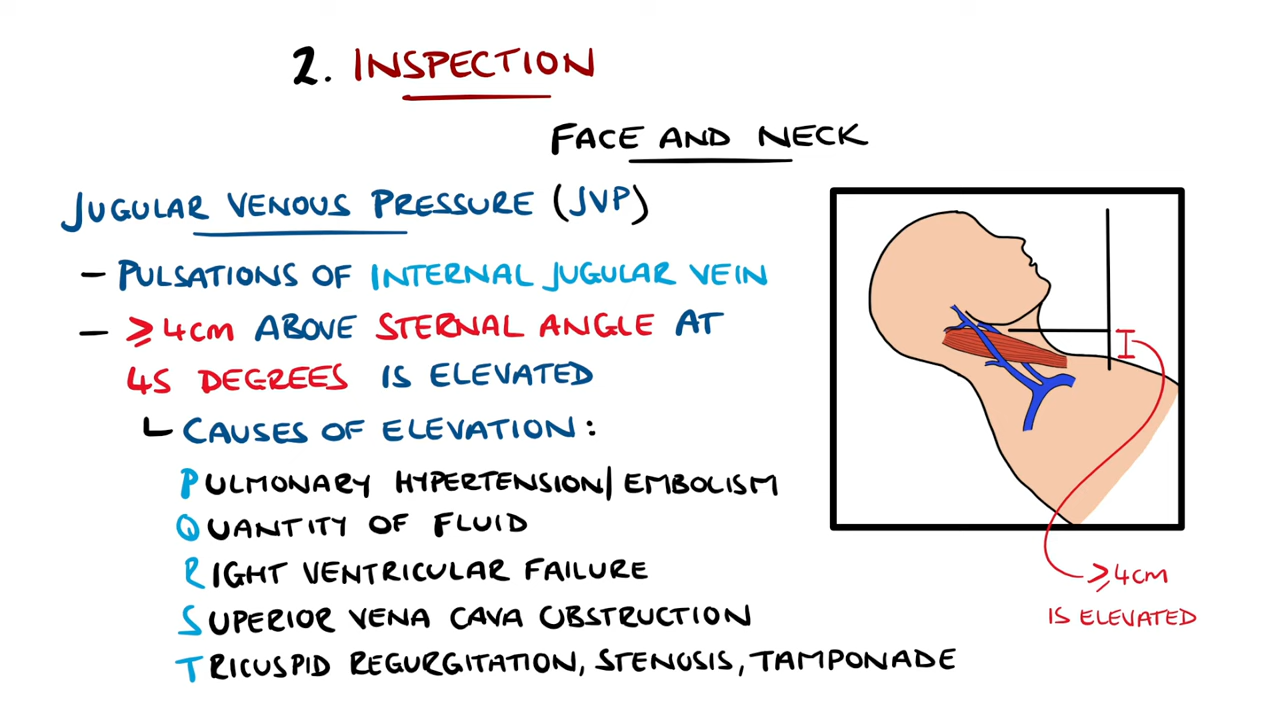 2. INSPECTION
FACE AND NECK
JUGULAR VENOUS PRESSURE (JVP)
- PULSATIONS OF INTERNAL JUGULAR VEIN
- ≥4cm ABOVE STERNAL ANGLE AT
45 DEGREES IS ELEVATED
CAUSES OF ELEVATION:
PULMONARY HYPERTENSION/EMBOLISM
QUANTITY OF FLUID
RIGHT VENTRICULAR FAILURE
SUPERIOR VENA CAVA OBSTRUCTION
TRICUSPID REGURGITATION, STENOSIS, TAMPONADE
≥4cm
IS ELEVATED